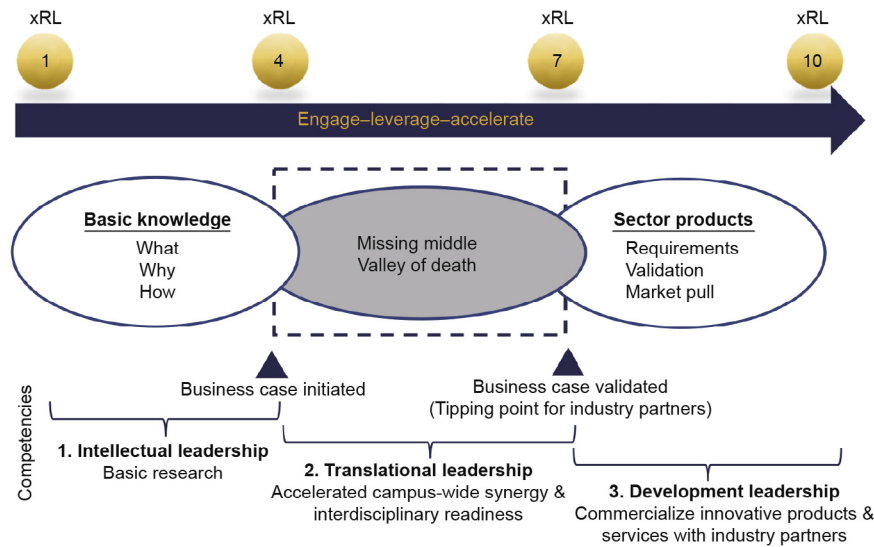 xRL
xRL
xRL
xRL
1
4
7
10
Engage–leverage–accelerate
Basic knowledge
What
Why
How
Missing middle
Valley of death
Sector products
Requirements
Validation
Market pull
Business case initiated
Business case validated
(Tipping point for industry partners)
Competencies
1. Intellectual leadership
Basic research
2. Translational leadership
Accelerated campus-wide synergy &
interdisciplinary readiness
3. Development leadership
Commercialize innovative products &
services with industry partners